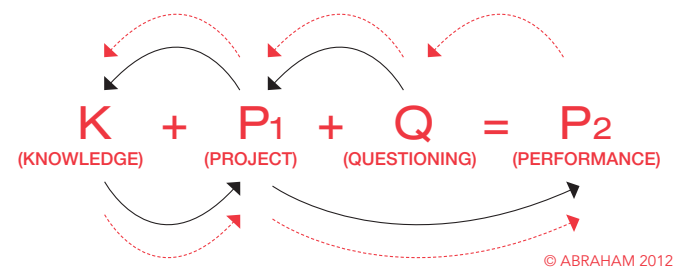 K + P1 + Q = P2
(KNOWLEDGE) (PROJECT) (QUESTIONING) (PERFORMANCE)
© ABRAHAM 2012